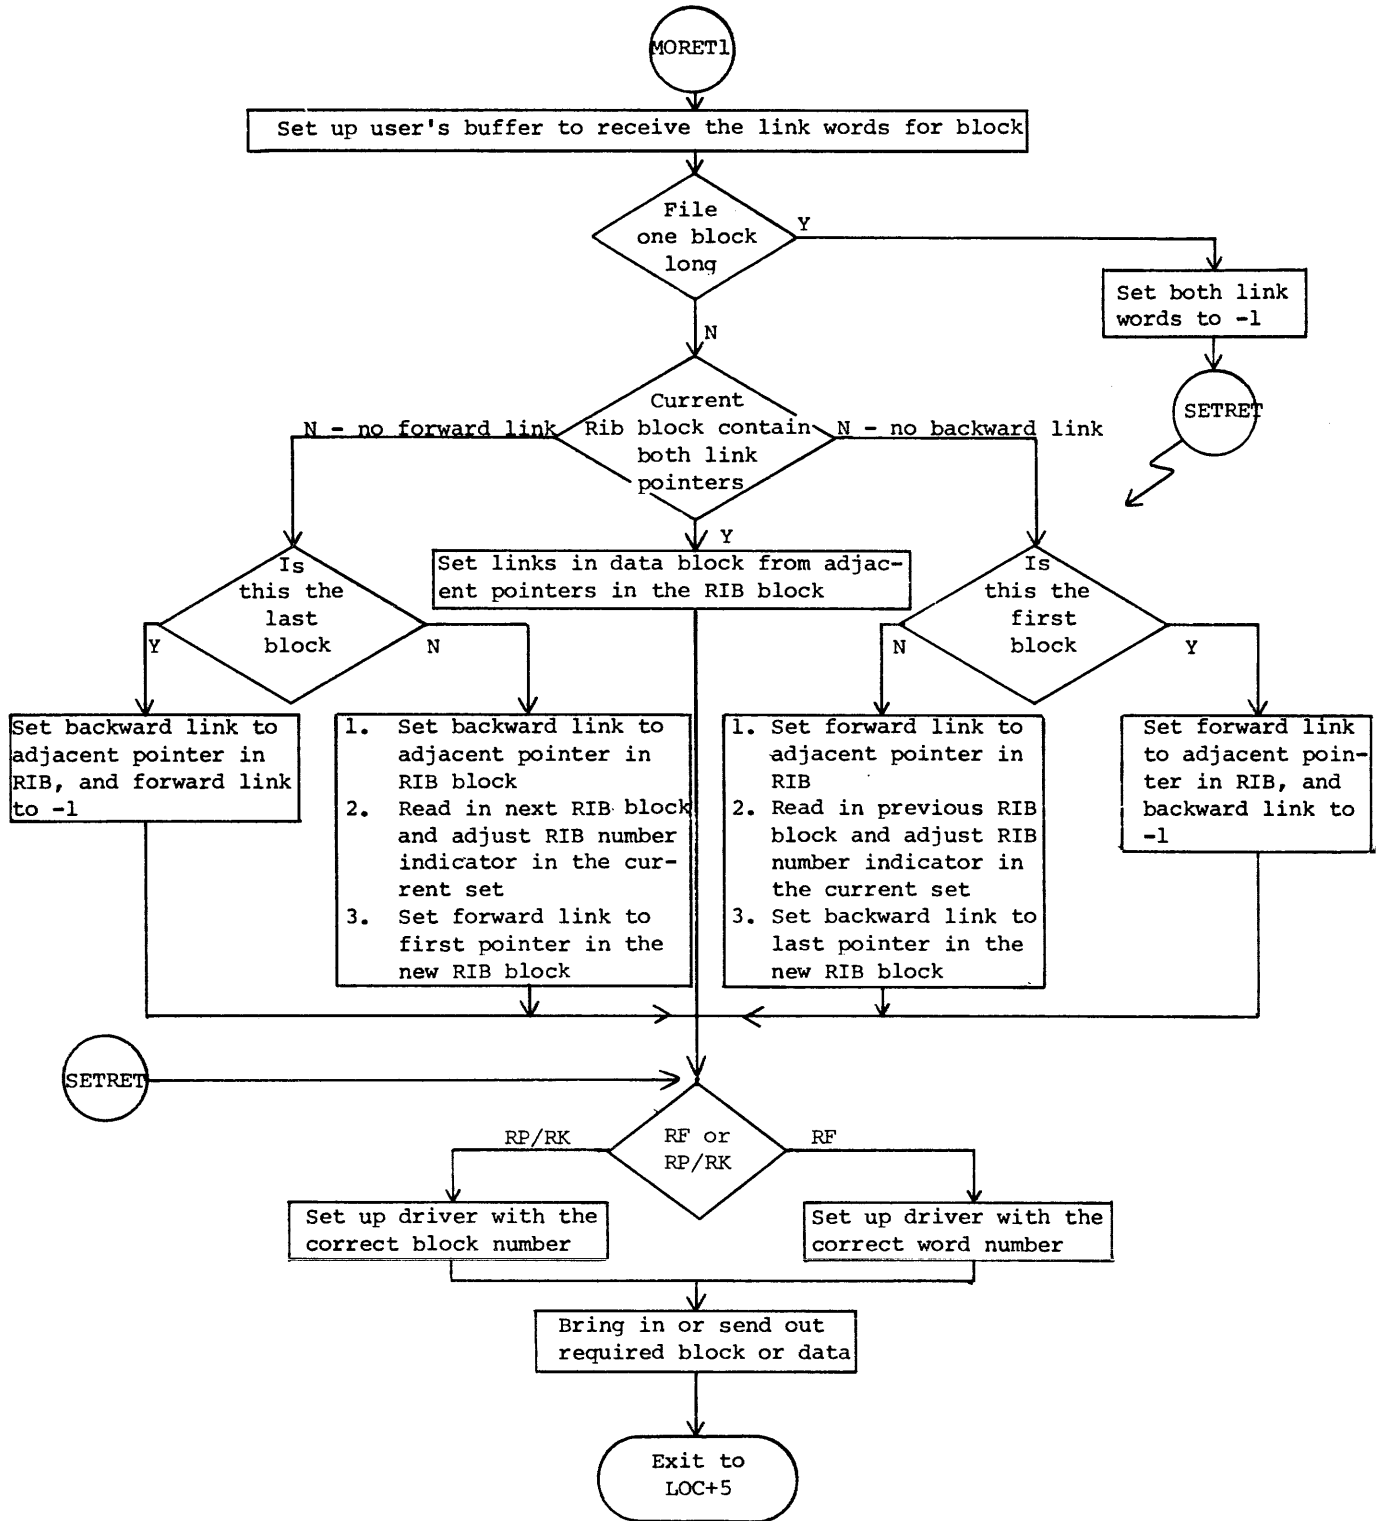 MORET1
Set up user's buffer to receive the link words for block
File
one block
long
Y
Set both link
words to -1
N
SETRET
Current
Rib block contain
both link
pointers
N - no forward link
N - no backward link
Y
Set links in data block from adjac-
ent pointers in the RIB block
Is
this the
last
block
Y
N
Is
this the
first
block
N
Y
Set backward link to
adjacent pointer in
RIB, and forward link
to -1
1. Set backward link to
adjacent pointer in
RIB block
2. Read in next RIB block
and adjust RIB number
indicator in the cur-
rent set
3. Set forward link to
first pointer in the
new RIB block
1. Set forward link to
adjacent pointer in
RIB
2. Read in previous RIB
block and adjust RIB
number indicator in
the current set
3. Set backward link to
last pointer in the
new RIB block
Set forward link
to adjacent poin-
ter in RIB, and
backward link to
-1
SETRET
RF or
RP/RK
RP/RK
RF
Set up driver with the
correct block number
Set up driver with the
correct word number
Bring in or send out
required block or data
Exit to
LOC+5